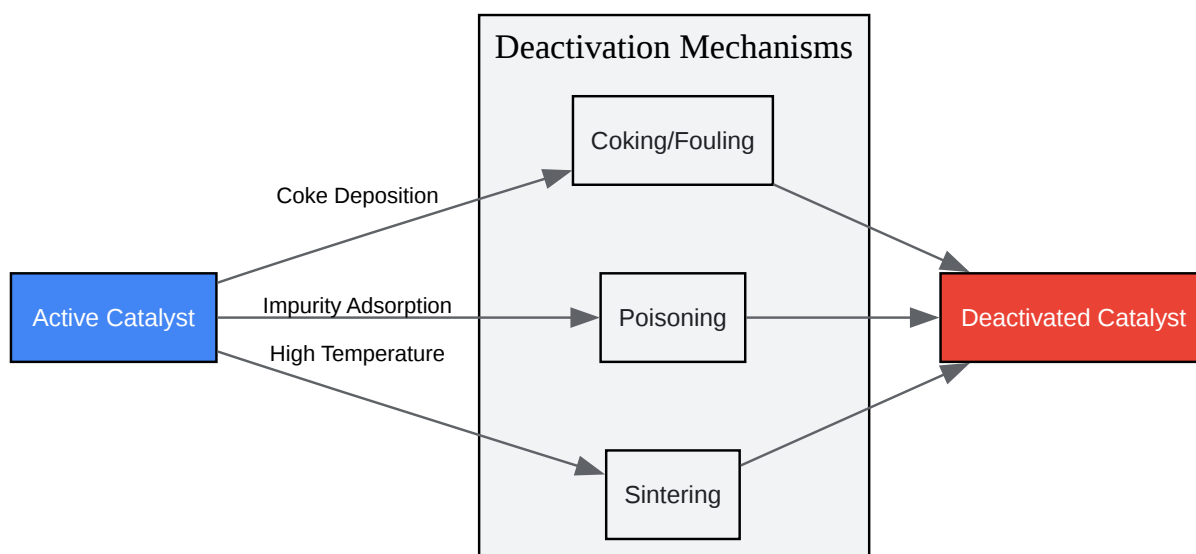 Deactivation Mechanisms
Coking/Fouling
Coke Deposition
Active Catalyst
Impurity Adsorption
Poisoning
Deactivated Catalyst
High Temperature
Sintering